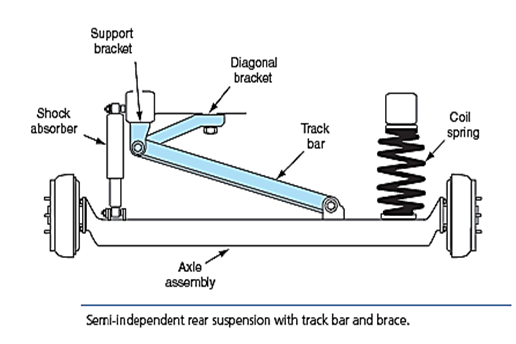 Support
bracket
Diagonal
bracket
Shock
absorber
Track
bar
Coil
spring
Axle
assembly
Semi-independent rear suspension with track bar and brace.